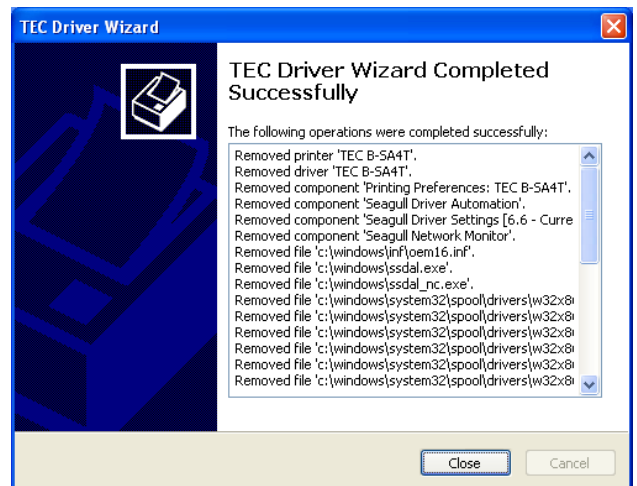 TEC Driver Wizard
TEC Driver Wizard Completed
Successfully
The following operations were completed successfully:
Removed printer 'TEC B-SA4T'.
Removed driver 'TEC B-SA4T'.
Removed component 'Printing Preferences: TEC B-SA4T'.
Removed component 'Seagull Driver Automation'.
Removed component 'Seagull Driver Settings [6.6 - Curre
Removed component 'Seagull Network Monitor'.
Removed file 'c:\windows\inf\oem16.inf'.
Removed file 'c:\windows\ssdal.exe'.
Removed file 'c:\windows\ssdal_nc.exe'.
Removed file 'c:\windows\system32\spool\drivers\w32x8
Removed file 'c:\windows\system32\spool\drivers\w32x8
Removed file 'c:\windows\system32\spool\drivers\w32x8
Removed file 'c:\windows\system32\spool\drivers\w32x8
Removed file 'c:\windows\system32\spool\drivers\w32x8
Removed file 'c:\windows\system32\spool\drivers\w32x8
Close
Cancel